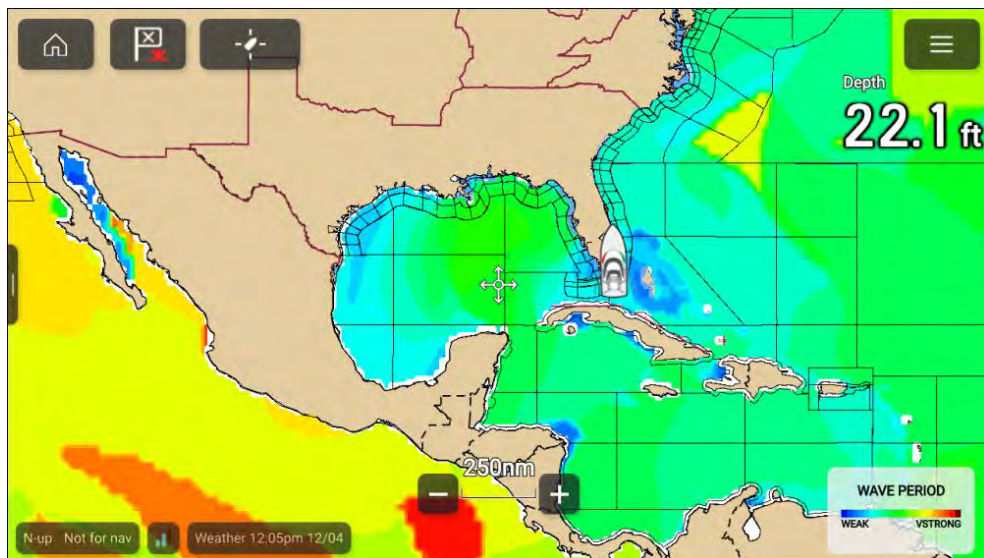 Depth
22.1 ft
250nm
WAVE PERIOD
WEAK VSTRONG
N-up Not for nav
Weather 12:05pm 12/04